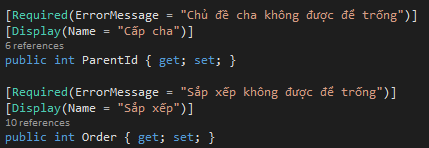 [Required(ErrorMessage = "Chủ đề cha không được để trống")]
[Display(Name = "Cấp cha")]
6 references
public int ParentId { get; set; }
[Required(ErrorMessage = "Sắp xếp không được để trống")]
[Display(Name = "Sắp xếp")]
10 references
public int Order { get; set; }